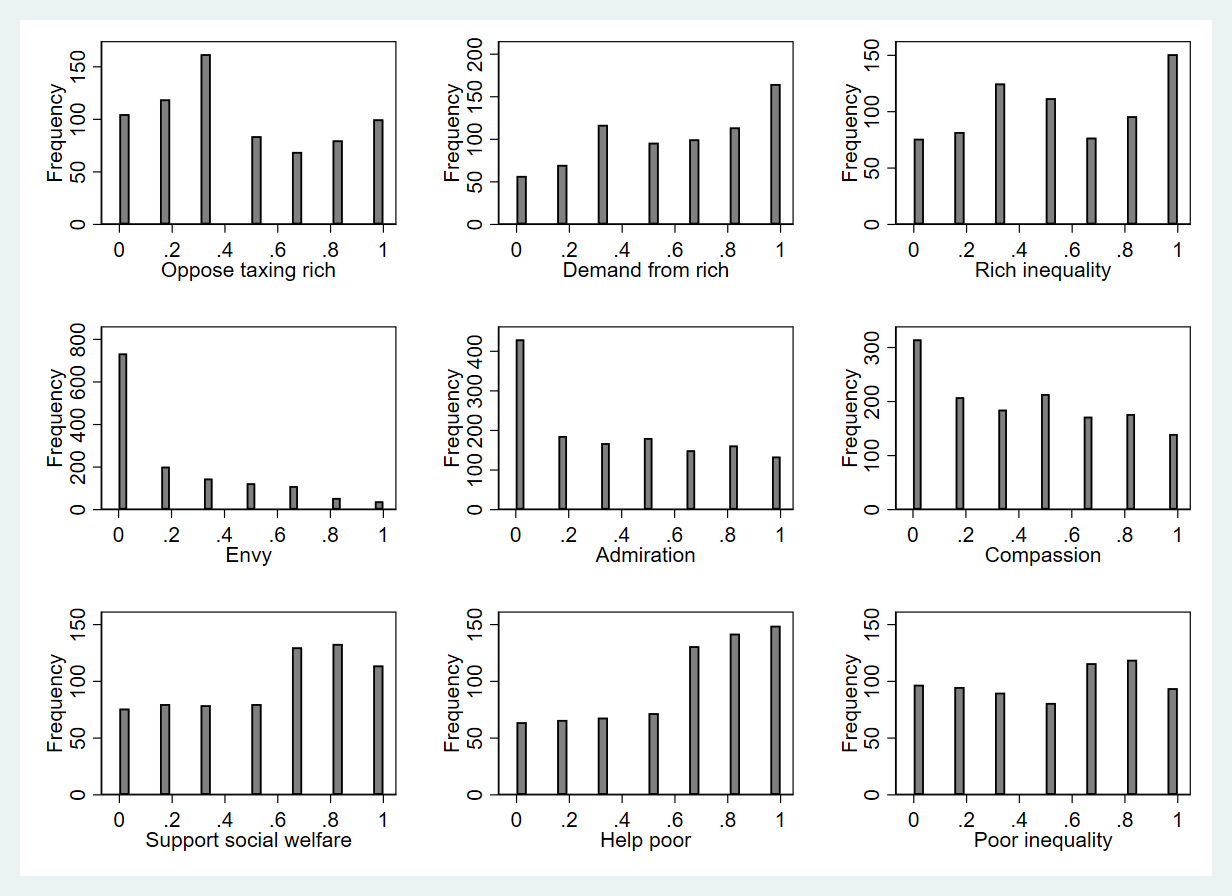 Frequency
0 50 100 150
0 .2 .4 .6 .8 1
Oppose taxing rich
Frequency
0 50 100 150 200
0 .2 .4 .6 .8 1
Demand from rich
Frequency
0 50 100 150
0 .2 .4 .6 .8 1
Rich inequality
Frequency
0 200 400 600 800
0 .2 .4 .6 .8 1
Envy
Frequency
0 100 200 300 400
0 .2 .4 .6 .8 1
Admiration
Frequency
0 100 200 300
0 .2 .4 .6 .8 1
Compassion
Frequency
0 50 100 150
0 .2 .4 .6 .8 1
Support social welfare
Frequency
0 50 100 150
0 .2 .4 .6 .8 1
Help poor
Frequency
0 50 100 150
0 .2 .4 .6 .8 1
Poor inequality